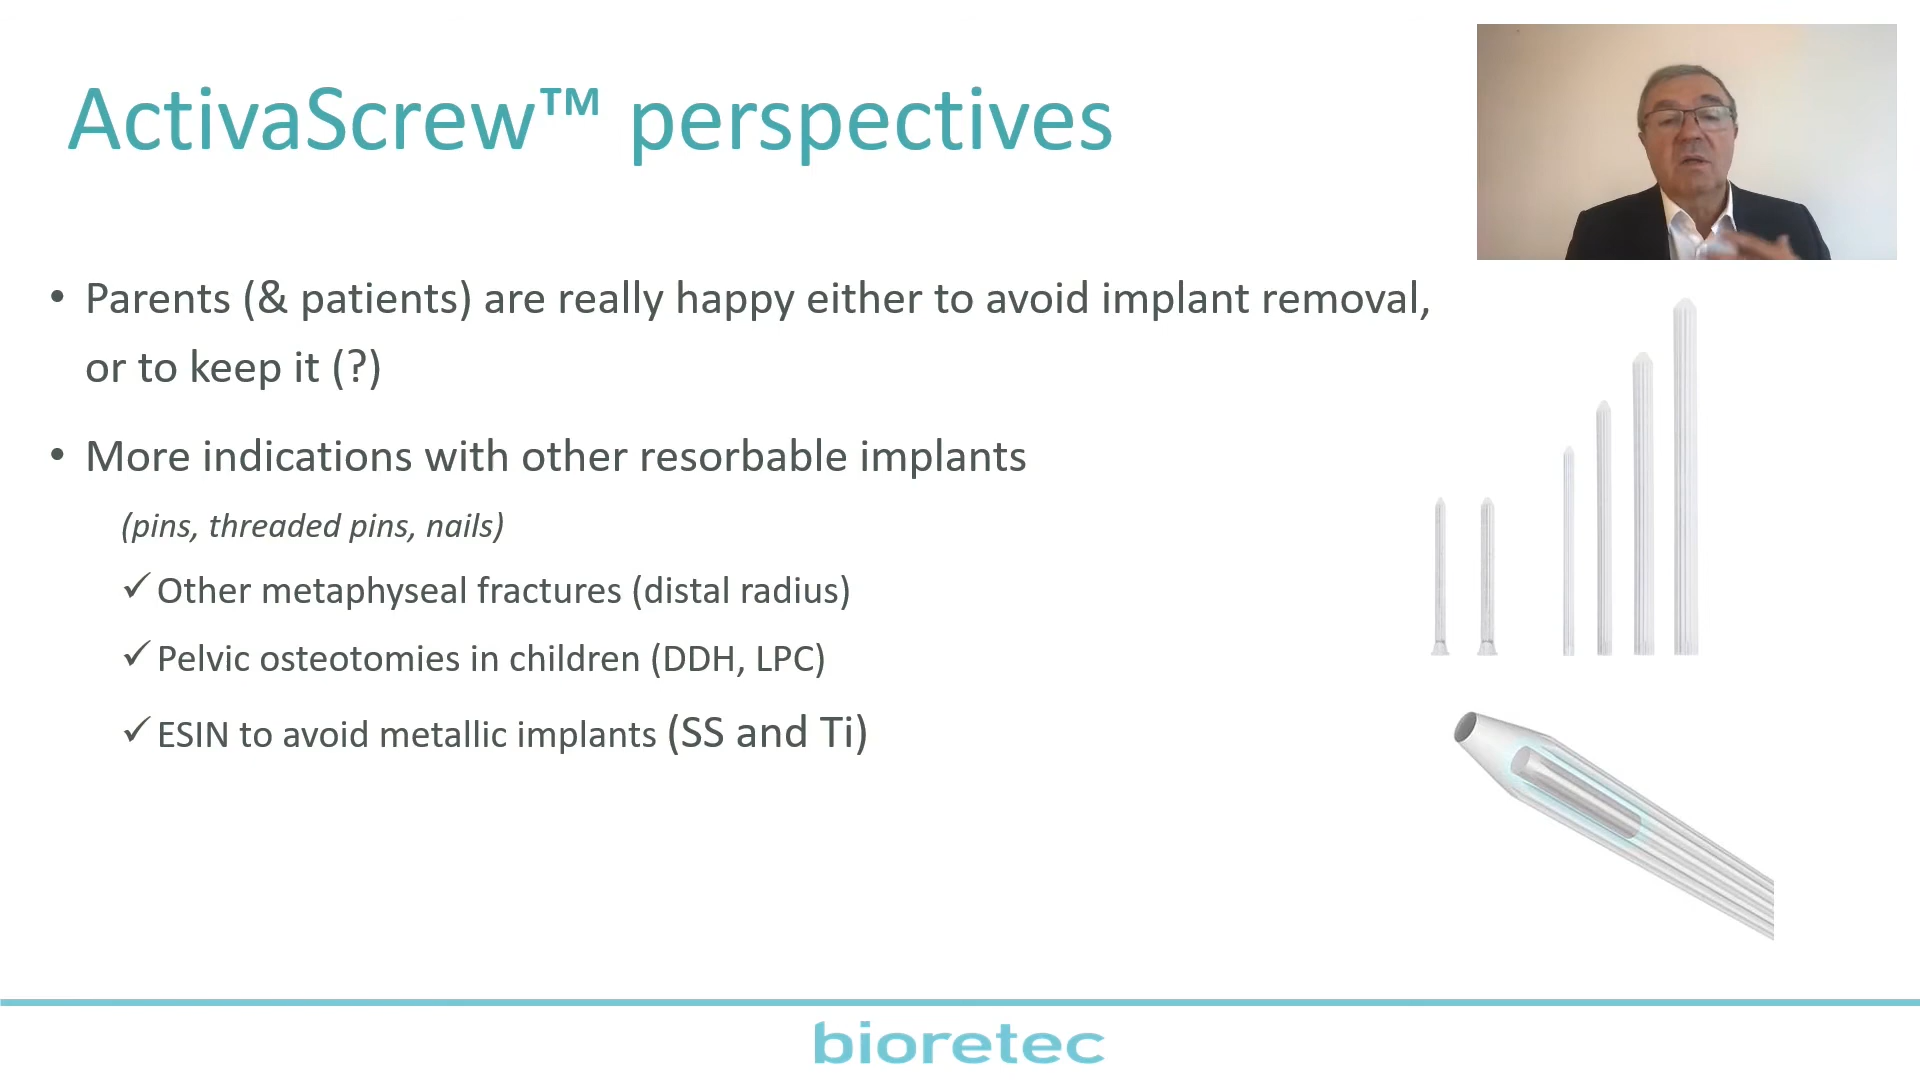 ActivaScrew™ perspectives
• Parents (& patients) are really happy either to avoid implant removal,
or to keep it (?)
• More indications with other resorbable implants
(pins, threaded pins, nails)
✓ Other metaphyseal fractures (distal radius)
✓ Pelvic osteotomies in children (DDH, LPC)
✓ ESIN to avoid metallic implants (SS and Ti)
bioretec